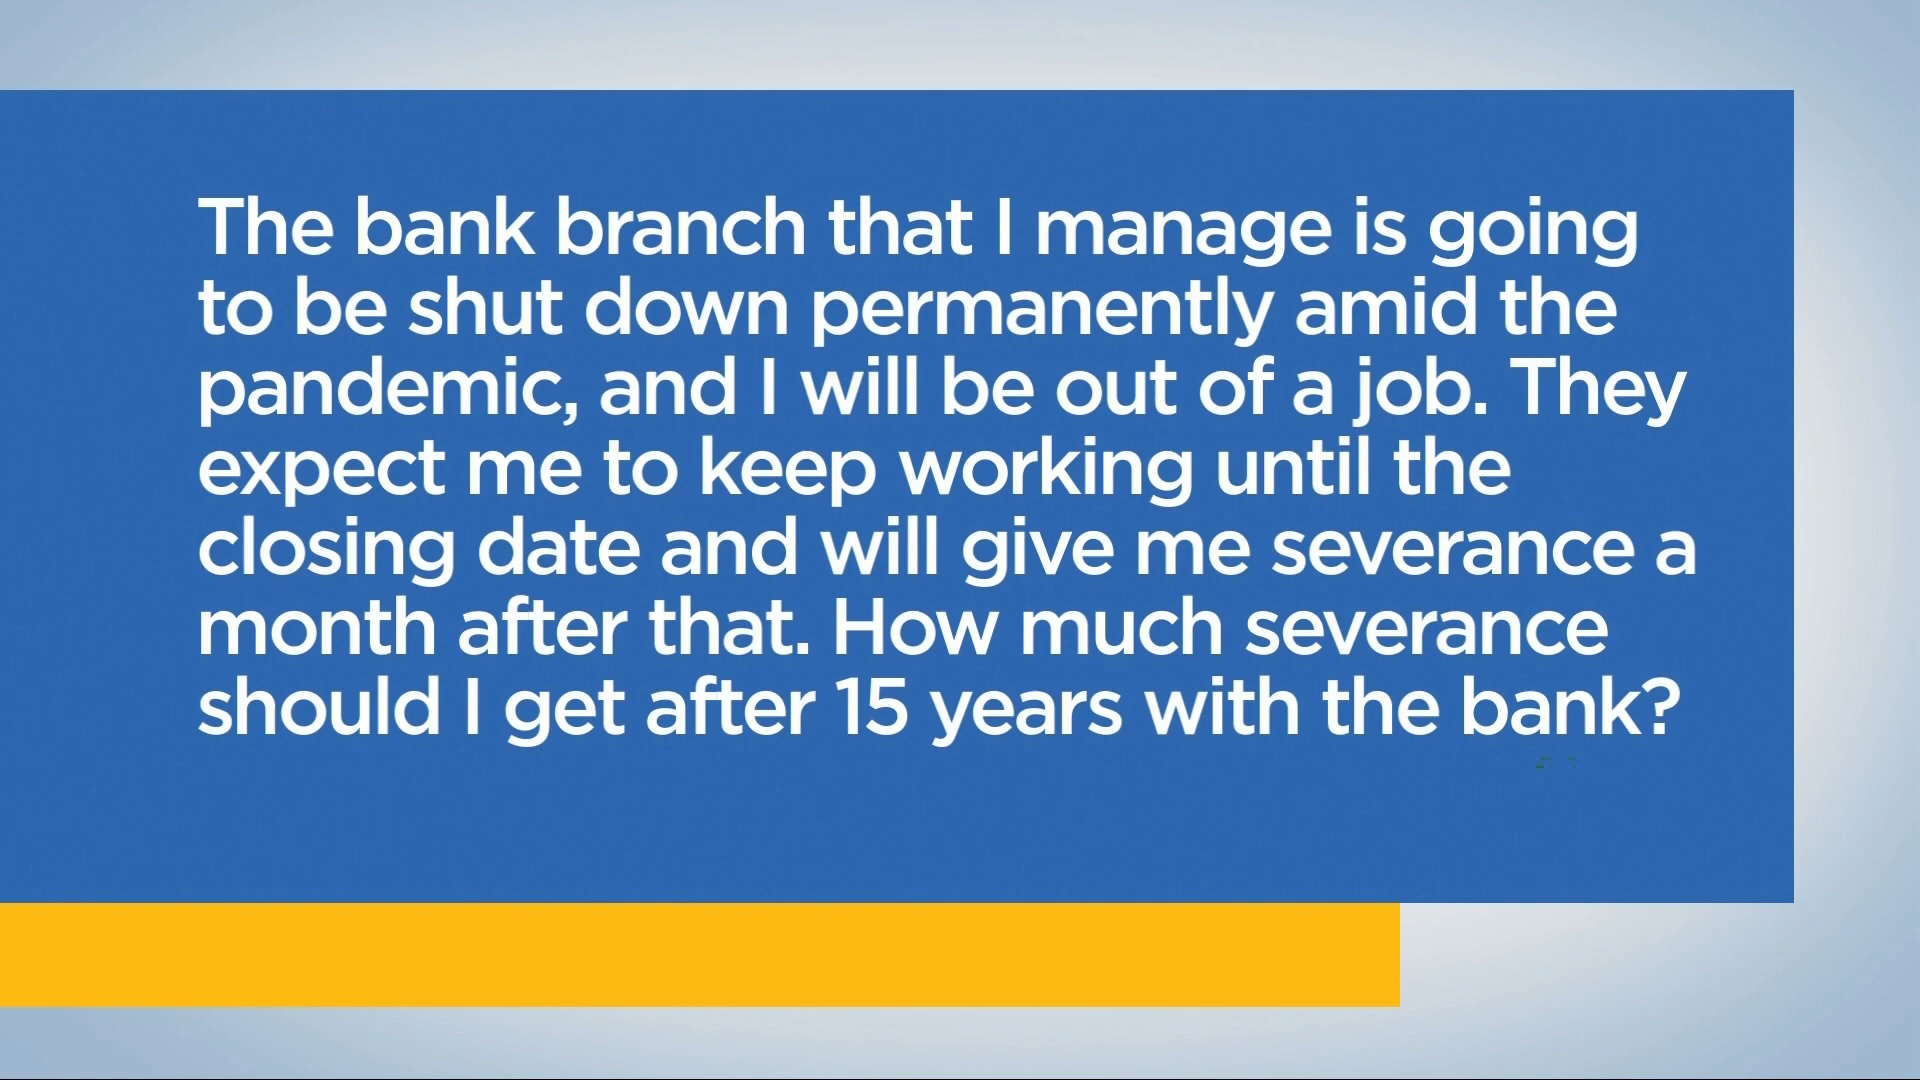 The bank branch that I manage is going
to be shut down permanently amid the
pandemic, and I will be out of a job. They
expect me to keep working until the
closing date and will give me severance a
month after that. How much severance
should I get after 15 years with the bank?